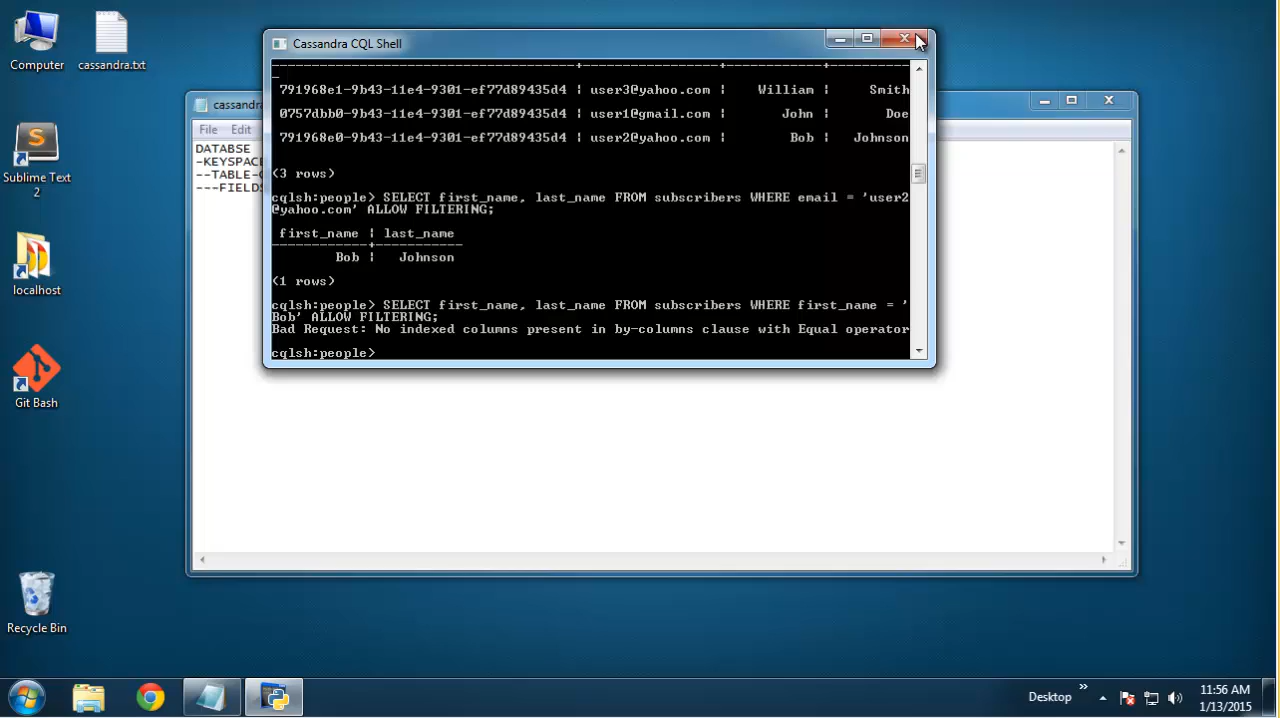 Computer
cassandra.txt
Sublime Text
2
localhost
Git Bash
Recycle Bin
Cassandra CQL Shell
791968e1-9b43-11e4-9301-ef77d89435d4 | user3@yahoo.com | William | Smith
0757dbb0-9b43-11e4-9301-ef77d89435d4 | user1@gmail.com | John | Doe
791968e0-9b43-11e4-9301-ef77d89435d4 | user2@yahoo.com | Bob | Johnson
(3 rows)
cqlsh:people> SELECT first_name, last_name FROM subscribers WHERE email = 'user2
@yahoo.com' ALLOW FILTERING;
first_name | last_name
Bob | Johnson
(1 rows)
cqlsh:people> SELECT first_name, last_name FROM subscribers WHERE first_name = '
Bob' ALLOW FILTERING;
Bad Request: No indexed columns present in by-columns clause with Equal operator
cqlsh:people>
cassandra
File Edit
DATABSE
-KEYSPACE
--TABLE-
---FIELDS
Desktop
11:56 AM
1/13/2015